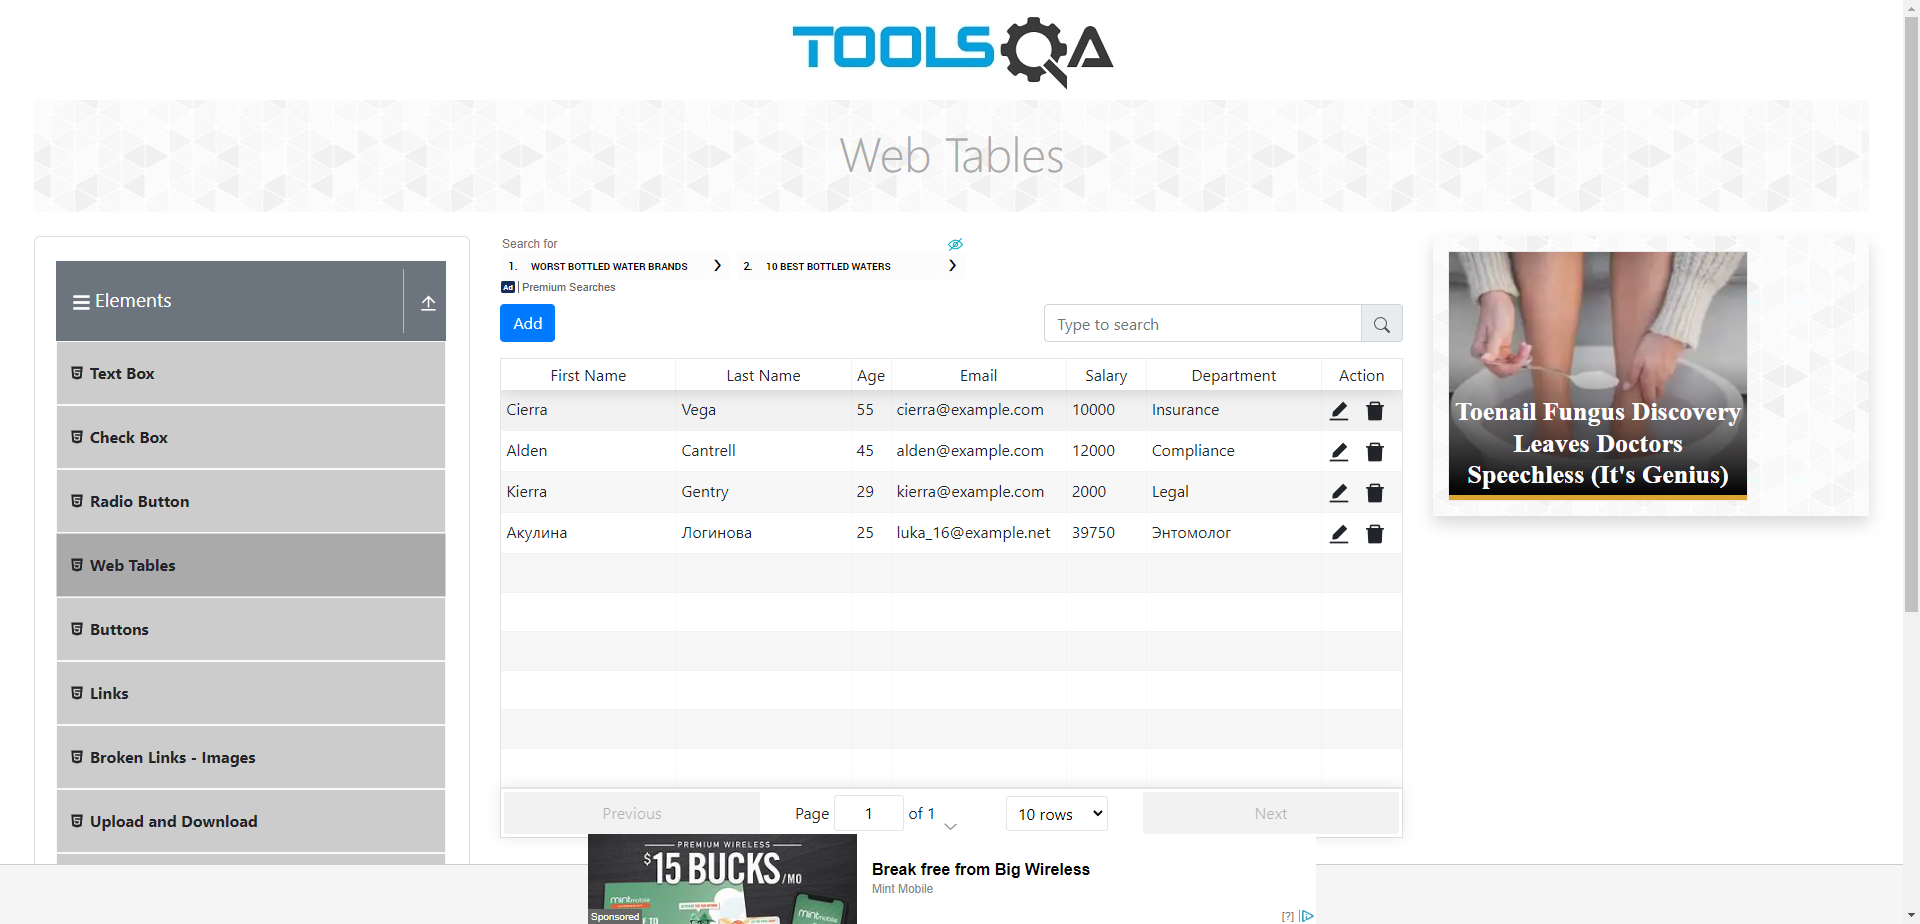 TOOLSQA
Web Tables
Elements
Text Box
Check Box
Radio Button
Web Tables
Buttons
Links
Broken Links - Images
Upload and Download
Search for
1. WORST BOTTLED WATER BRANDS
2. 10 BEST BOTTLED WATERS
Ad | Premium Searches
Add
Type to search
First Name Last Name Age Email Salary Department Action
Cierra Vega 55 cierra@example.com 10000 Insurance
Alden Cantrell 45 alden@example.com 12000 Compliance
Kierra Gentry 29 kierra@example.com 2000 Legal
Акулина Логинова 25 luka_16@example.net 39750 Энтомолог
Previous Page 1 of 1 10 rows Next
Toenail Fungus Discovery
Leaves Doctors
Speechless (It's Genius)
PREMIUM WIRELESS
$15 BUCKS/MO
mintmobile
mintmobile
Sponsored
Break free from Big Wireless
Mint Mobile
[?]